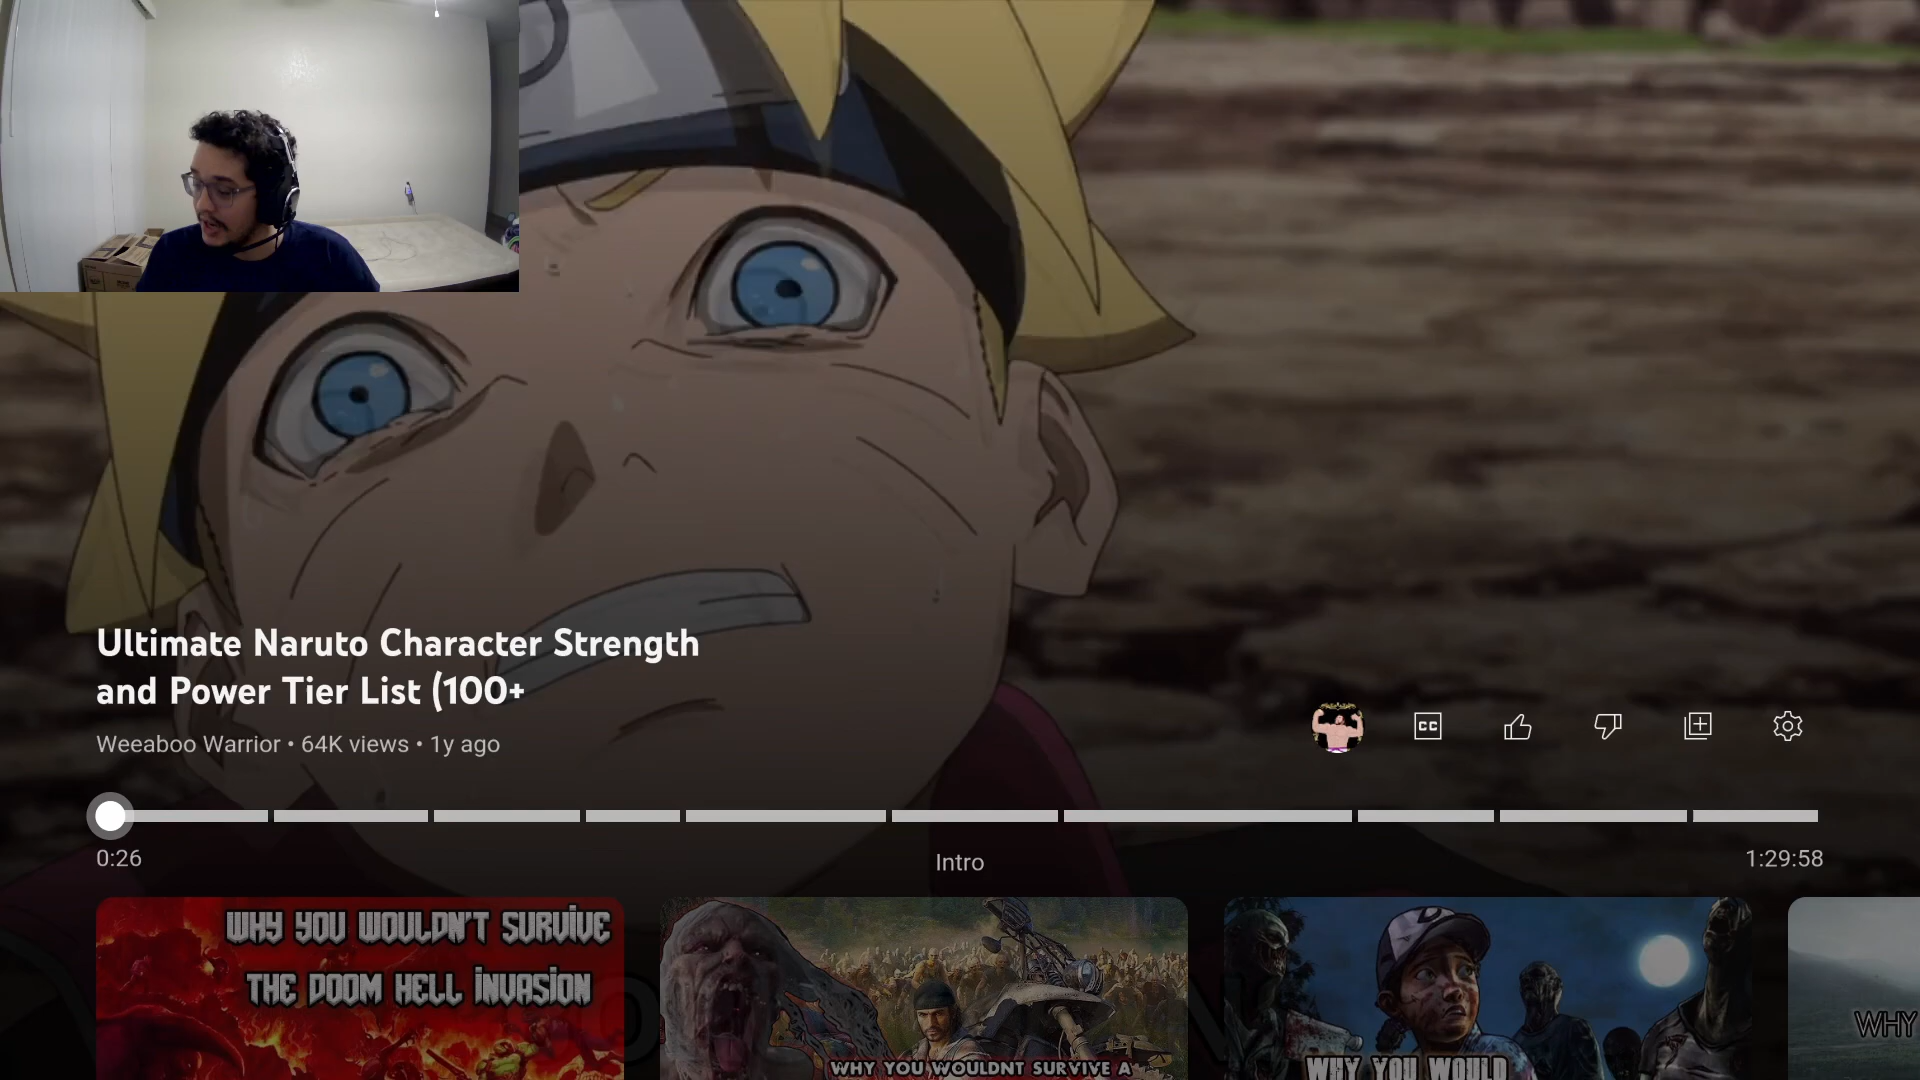 Ultimate Naruto Character Strength
and Power Tier List (100+
Weeaboo Warrior • 64K views • 1y ago
CC
0:26
Intro
1:29:58
WHY YOU WOULDN'T SURVIVE
THE DOOM HELL INVASION
WHY YOU WOULDNT SURVIVE A
WHY YOU WOULD
WHY